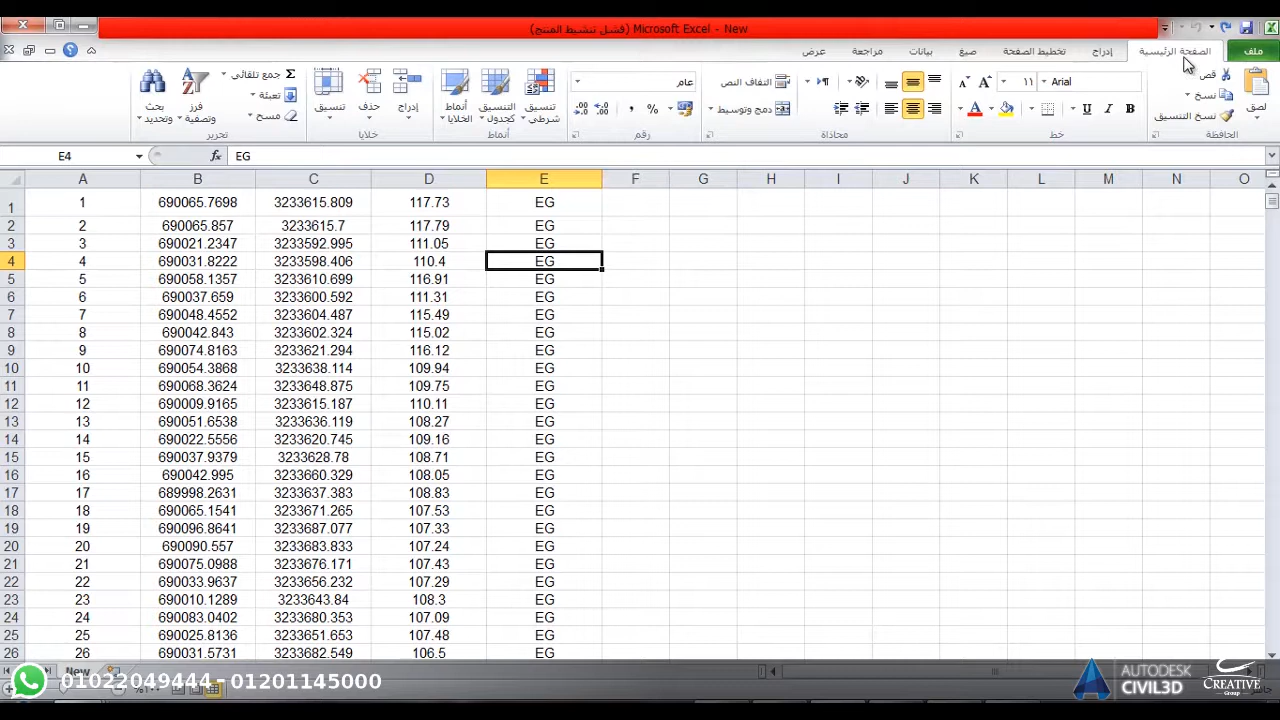 Microsoft Excel - New (فشل تنشيط المنتج)
ملف الصفحة الرئيسية إدراج تخطيط الصفحة صيغ بيانات مراجعة عرض
لصق
قص
نسخ
نسخ التنسيق
الحافظة
Arial ١١
B I U
خط
التفاف النص
دمج وتوسيط
محاذاة
عام
%
رقم
تنسيق شرطي
التنسيق كجدول
أنماط الخلايا
أنماط
إدراج
حذف
تنسيق
خلايا
جمع تلقائي
تعبئة
مسح
فرز وتصفية
بحث وتحديد
تحرير
E4 fx EG
A B C D E F G H I J K L M N O
1 1 690065.7698 3233615.809 117.73 EG
2 2 690065.857 3233615.7 117.79 EG
3 3 690021.2347 3233592.995 111.05 EG
4 4 690031.8222 3233598.406 110.4 EG
5 5 690058.1357 3233610.699 116.91 EG
6 6 690037.659 3233600.592 111.31 EG
7 7 690048.4552 3233604.487 115.49 EG
8 8 690042.843 3233602.324 115.02 EG
9 9 690074.8163 3233621.294 116.12 EG
10 10 690054.3868 3233638.114 109.94 EG
11 11 690068.3624 3233648.875 109.75 EG
12 12 690009.9165 3233615.187 110.11 EG
13 13 690051.6538 3233636.119 108.27 EG
14 14 690022.5556 3233620.745 109.16 EG
15 15 690037.9379 3233628.78 108.71 EG
16 16 690042.995 3233660.329 108.05 EG
17 17 689998.2631 3233637.383 108.83 EG
18 18 690065.1541 3233671.265 107.53 EG
19 19 690096.8641 3233687.077 107.33 EG
20 20 690090.557 3233683.833 107.24 EG
21 21 690075.0988 3233676.171 107.43 EG
22 22 690033.9637 3233656.232 107.29 EG
23 23 690010.1289 3233643.84 108.3 EG
24 24 690083.0402 3233680.353 107.09 EG
25 25 690025.8136 3233651.653 107.48 EG
26 26 690031.5731 3233682.549 106.5 EG
New
01022049444 - 01201145000
AUTODESK
CIVIL3D
CREATIVE
Group